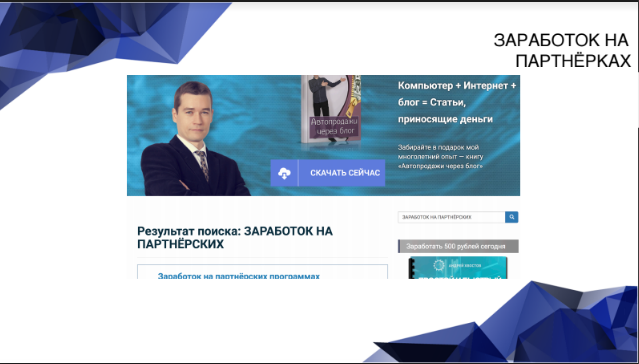 ЗАРАБОТОК НА
ПАРТНЁРКАХ
Компьютер + Интернет +
блог = Статьи,
приносящие деньги
Автопродажи
через блог
Забирайте в подарок мой
многолетний опыт — книгу
«Автопродажи через блог»
СКАЧАТЬ СЕЙЧАС
ЗАРАБОТОК НА ПАРТНЁРСКИХ
Результат поиска: ЗАРАБОТОК НА
ПАРТНЁРСКИХ
Заработать 500 рублей сегодня
Заработок на партнёрских программах